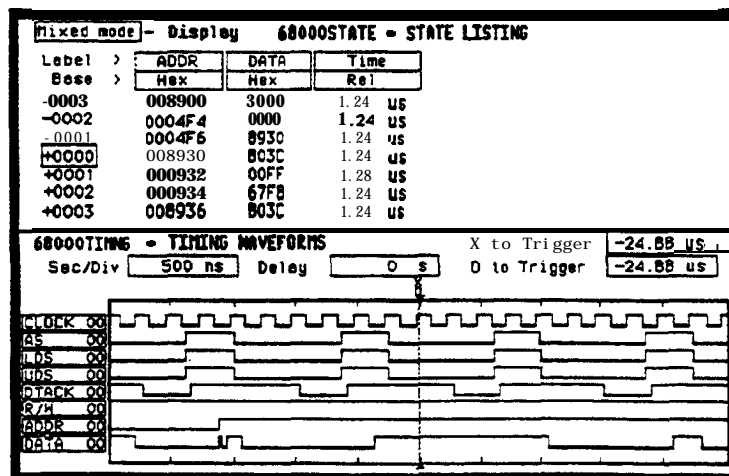 Mixed mode - Display 68000STATE - STATE LISTING
Label > ADDR DATA Time
Base > Hex Hex Rel
-0003 008900 3000 1.24 us
-0002 0004F4 0000 1.24 us
-0001 0004F6 8930 1.24 us
+0000 008930 B03C 1.24 us
+0001 000932 00FF 1.28 us
+0002 000934 67F8 1.24 us
+0003 008936 B03C 1.24 us
68000TIMNG - TIMING WAVEFORMS X to Trigger -24.88 us
Sec/Div 500 ns Delay 0 s O to Trigger -24.88 us
CLOCK 00
AS 00
LDS 00
UDS 00
DTACK 00
R/W 00
ADDR 00
DATA 00